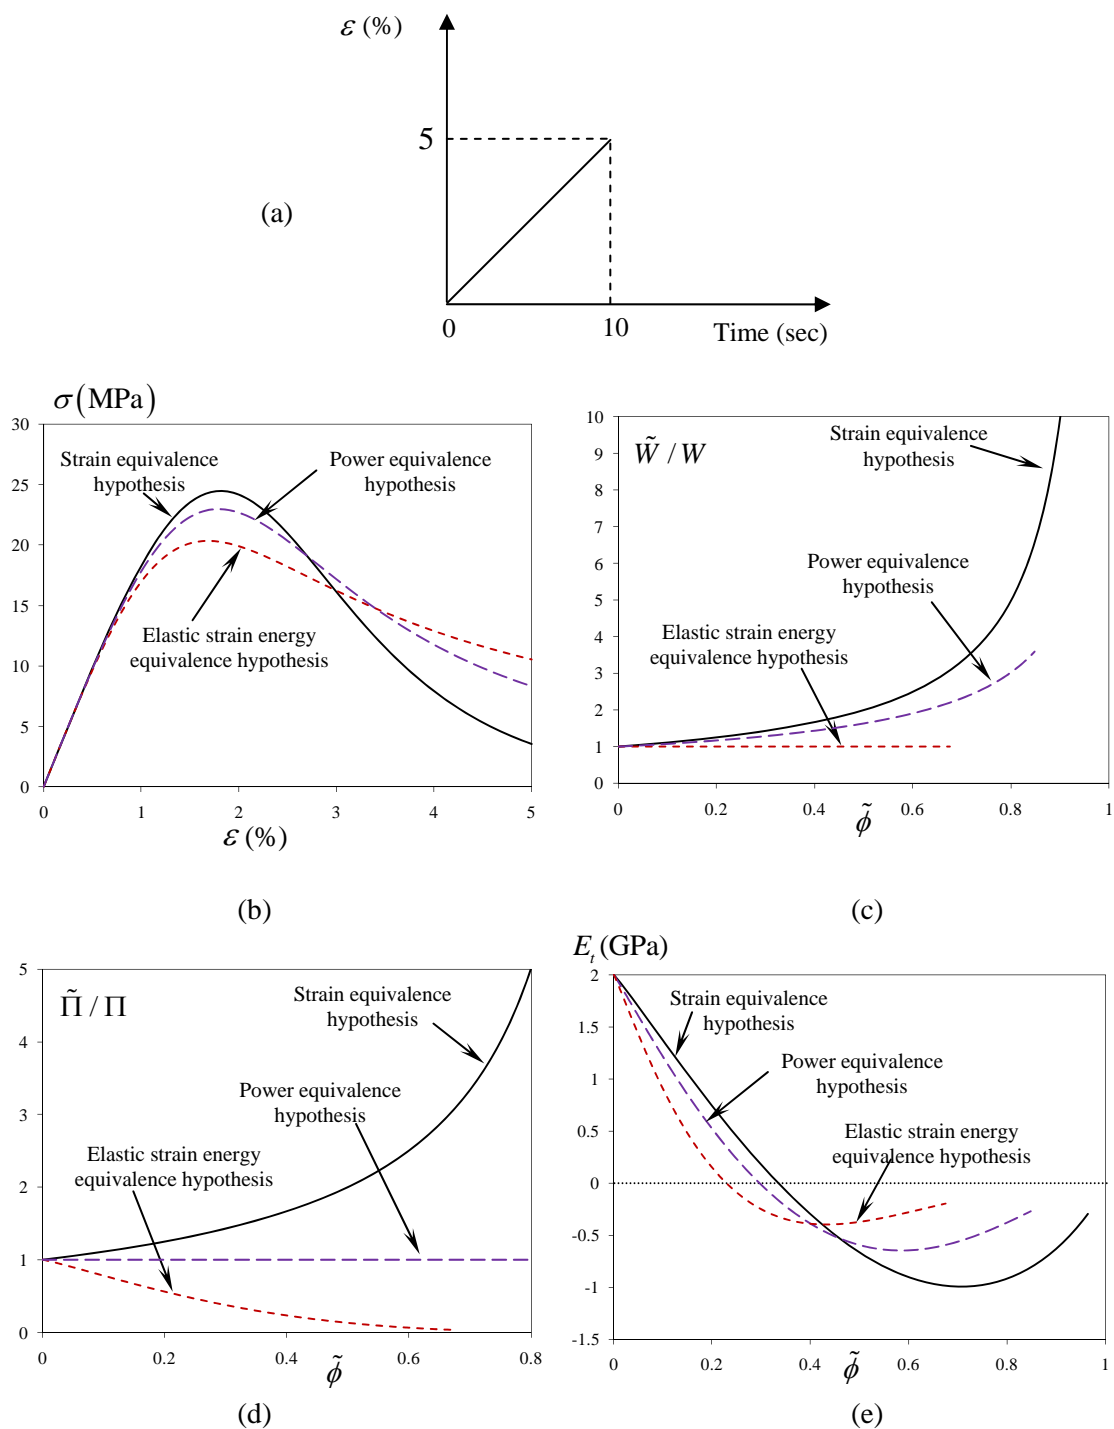 ε (%)
5
(a)
0
10
Time (sec)
σ(MPa)
30
25
20
15
10
5
0
Strain equivalence
hypothesis
Power equivalence
hypothesis
Elastic strain energy
equivalence hypothesis
0
1
2
3
4
5
ε (%)
(b)
10
9
8
7
6
5
4
3
2
1
0
W̃ / W
Strain equivalence
hypothesis
Power equivalence
hypothesis
Elastic strain energy
equivalence hypothesis
0
0.2
0.4
0.6
0.8
1
ϕ̃
(c)
5
4
3
2
1
0
Π̃ / Π
Strain equivalence
hypothesis
Power equivalence
hypothesis
Elastic strain energy
equivalence hypothesis
0
0.2
0.4
0.6
0.8
ϕ̃
(d)
Eₜ (GPa)
2
1.5
1
0.5
0
-0.5
-1
-1.5
Strain equivalence
hypothesis
Power equivalence
hypothesis
Elastic strain energy
equivalence hypothesis
0
0.2
0.4
0.6
0.8
1
ϕ̃
(e)